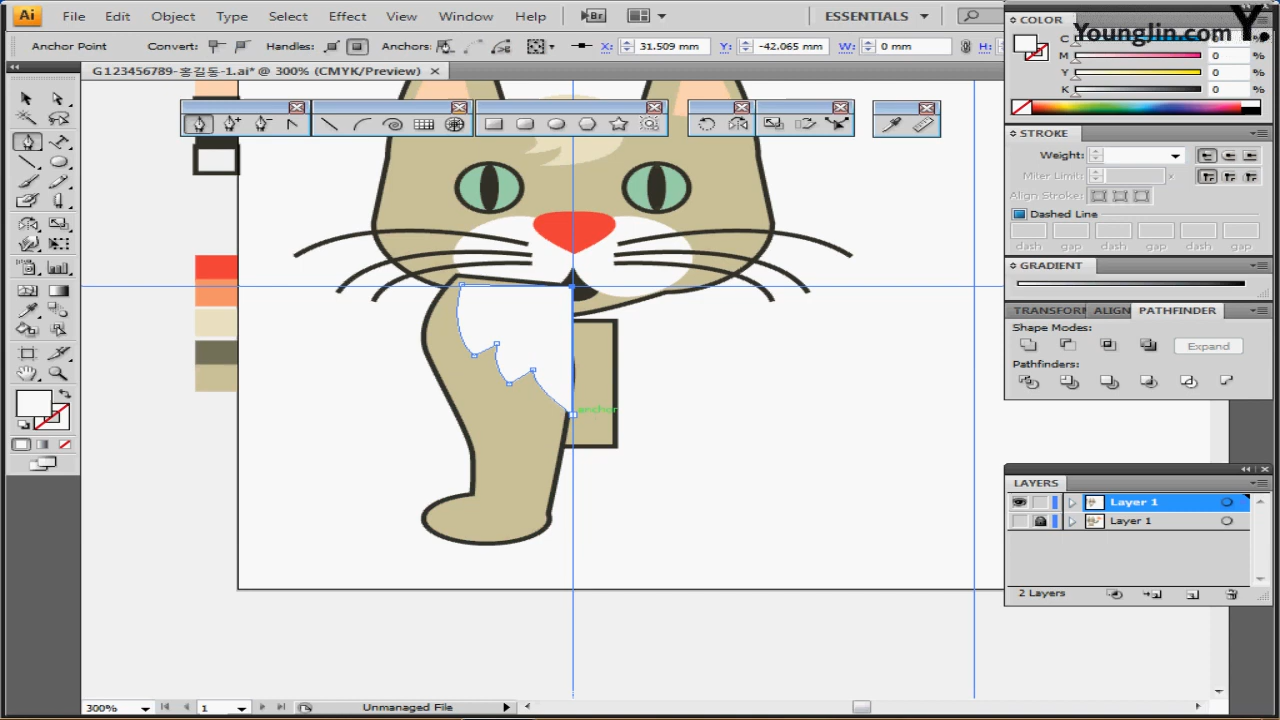 Ai File Edit Object Type Select Effect View Window Help Br ESSENTIALS
Anchor Point Convert: Handles: Anchors: X: 31.509 mm Y: -42.065 mm W: 0 mm H:
G123456789-홍길동-1.ai* @ 300% (CMYK/Preview)
COLOR
YoungJin.com Y.
C %
M 0 %
Y 0 %
K 0 %
STROKE
Weight:
Miter Limit: x
Align Stroke:
Dashed Line
dash gap dash gap dash gap
GRADIENT
TRANSFORM ALIGN PATHFINDER
Shape Modes:
Expand
Pathfinders:
anchor
LAYERS
Layer 1
Layer 1
2 Layers
300% 1 Unmanaged File